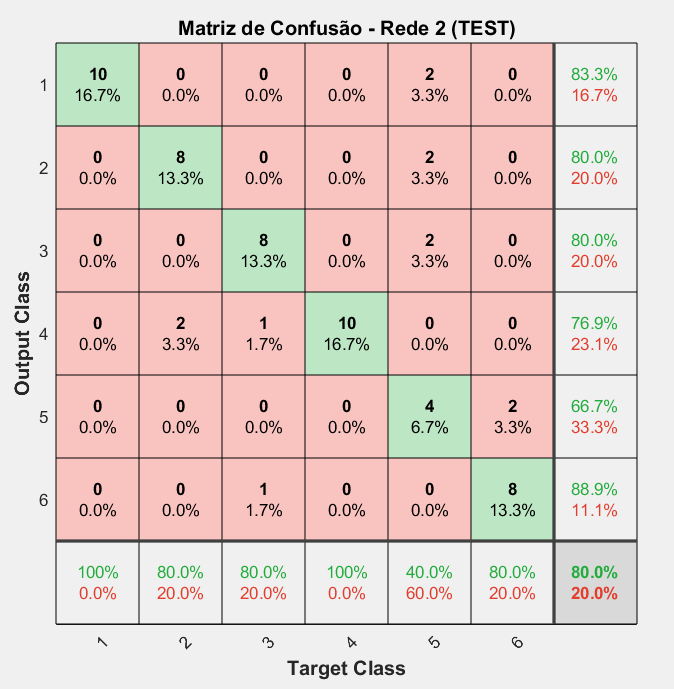 Matriz de Confusão - Rede 2 (TEST)
Output Class
1
10 0 0 0 2 0 83.3%
16.7% 0.0% 0.0% 0.0% 3.3% 0.0% 16.7%
2
0 8 0 0 2 0 80.0%
0.0% 13.3% 0.0% 0.0% 3.3% 0.0% 20.0%
3
0 0 8 0 2 0 80.0%
0.0% 0.0% 13.3% 0.0% 3.3% 0.0% 20.0%
4
0 2 1 10 0 0 76.9%
0.0% 3.3% 1.7% 16.7% 0.0% 0.0% 23.1%
5
0 0 0 0 4 2 66.7%
0.0% 0.0% 0.0% 0.0% 6.7% 3.3% 33.3%
6
0 0 1 0 0 8 88.9%
0.0% 0.0% 1.7% 0.0% 0.0% 13.3% 11.1%
100% 80.0% 80.0% 100% 40.0% 80.0% 80.0%
0.0% 20.0% 20.0% 0.0% 60.0% 20.0% 20.0%
1 2 3 4 5 6
Target Class